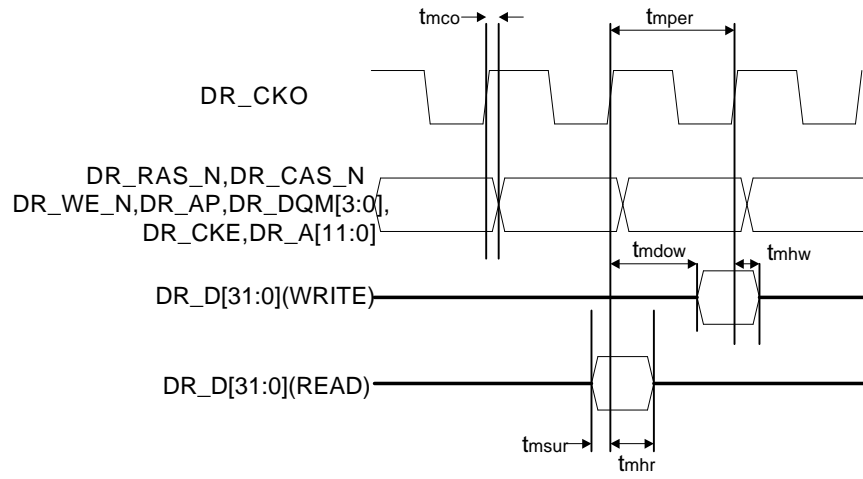 tmco
tmper
DR_CKO
DR_RAS_N,DR_CAS_N
DR_WE_N,DR_AP,DR_DQM[3:0],
DR_CKE,DR_A[11:0]
tmdow
tmhw
DR_D[31:0](WRITE)
DR_D[31:0](READ)
tmsur
tmhr